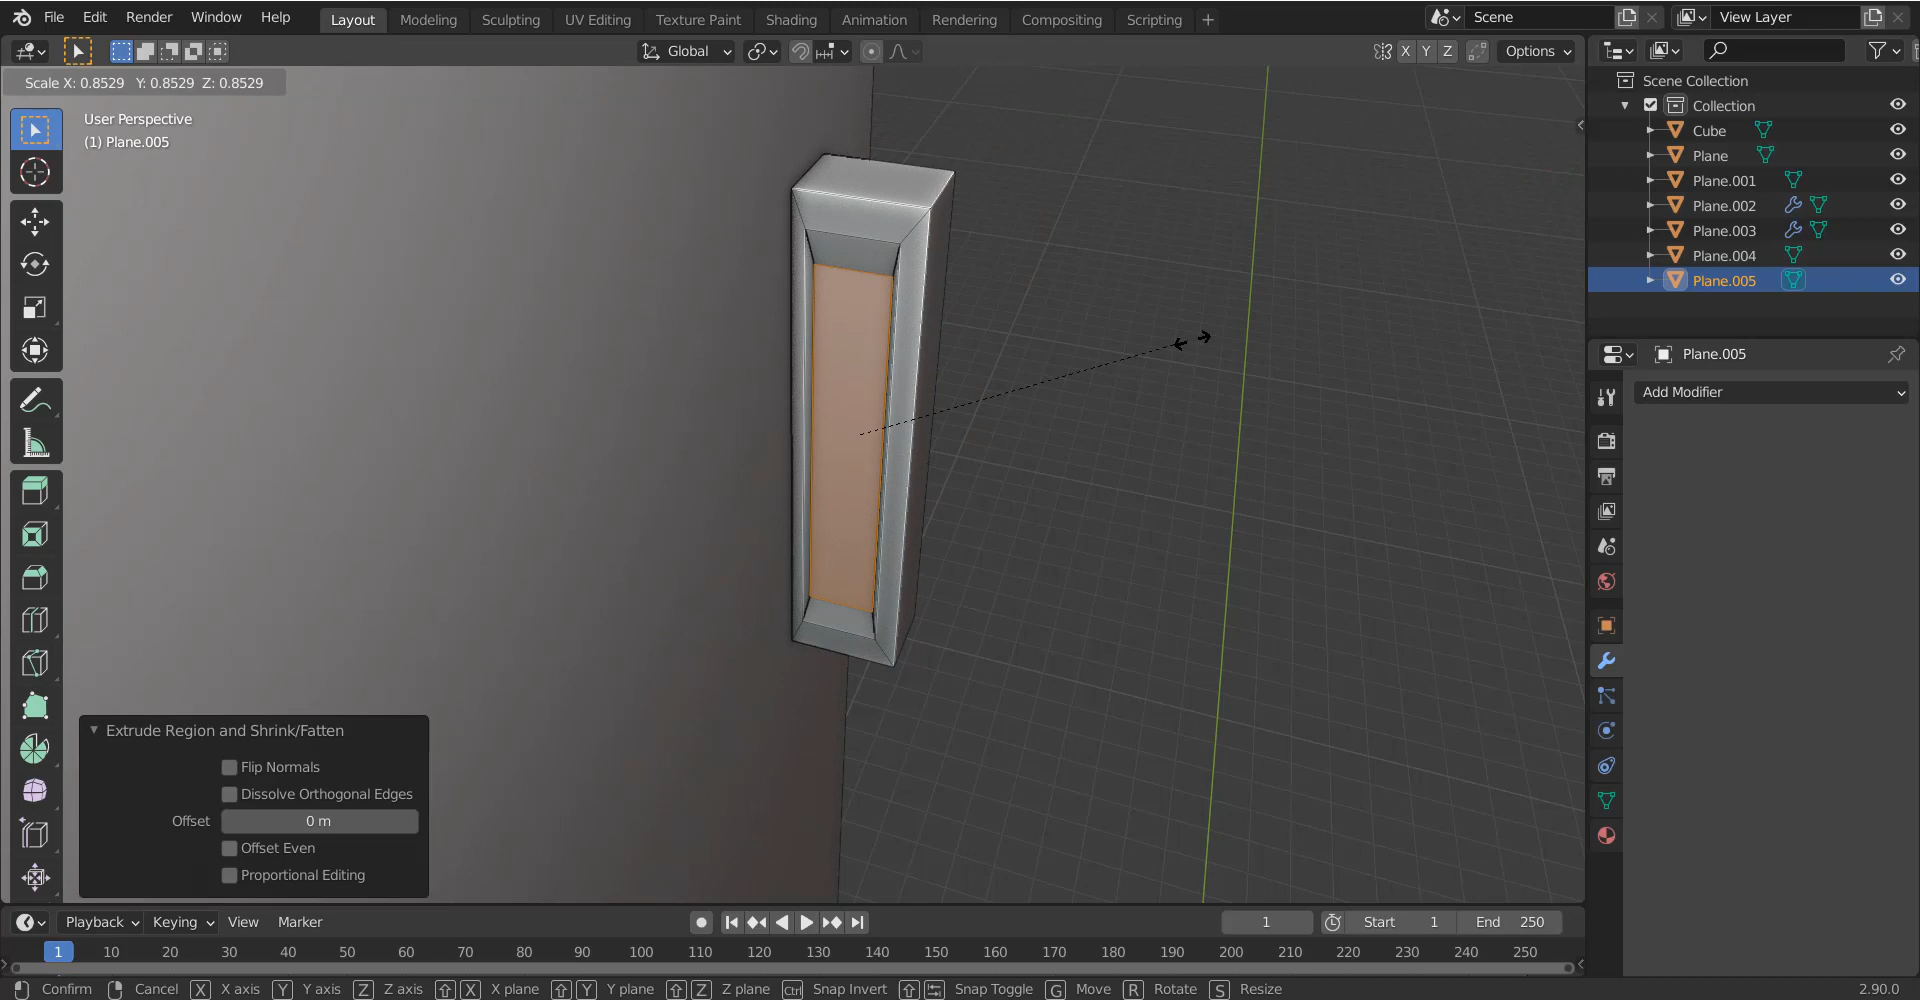 File Edit Render Window Help Layout Modeling Sculpting UV Editing Texture Paint Shading Animation Rendering Compositing Scripting + Scene View Layer
Global X Y Z Options
Scale X: 0.8529 Y: 0.8529 Z: 0.8529
User Perspective
(1) Plane.005
Scene Collection
Collection
Cube
Plane
Plane.001
Plane.002
Plane.003
Plane.004
Plane.005
Plane.005
Add Modifier
Extrude Region and Shrink/Fatten
Flip Normals
Dissolve Orthogonal Edges
Offset 0 m
Offset Even
Proportional Editing
Playback Keying View Marker 1 Start 1 End 250
1 10 20 30 40 50 60 70 80 90 100 110 120 130 140 150 160 170 180 190 200 210 220 230 240 250
Confirm Cancel X X axis Y Y axis Z Z axis X X plane Y Y plane Z Z plane Ctrl Snap Invert Snap Toggle G Move R Rotate S Resize 2.90.0